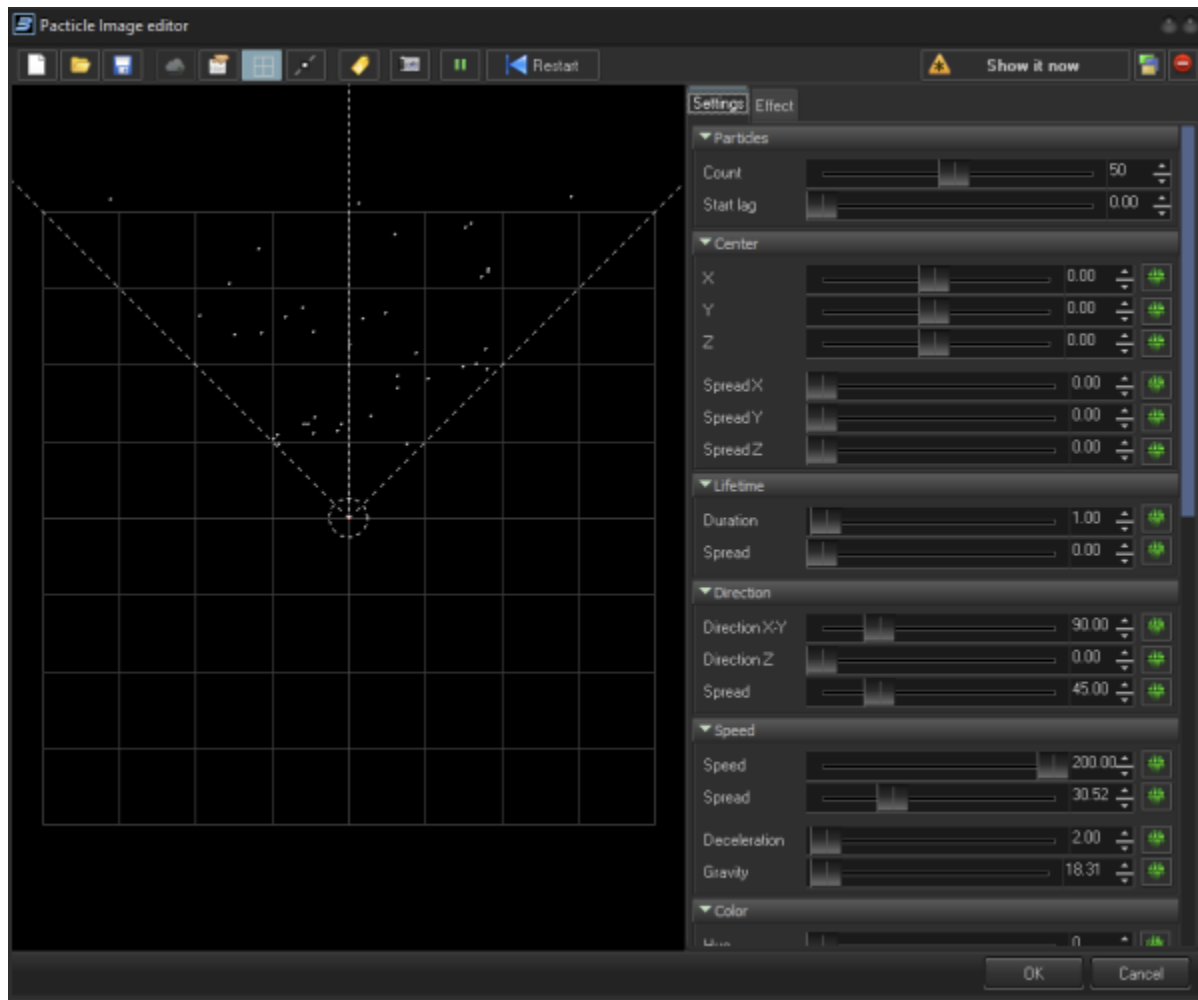 Pacticle Image editor
Restart
Show it now
Settings Effect
Particles
Count 50
Start lag 0.00
Center
X 0.00
Y 0.00
Z 0.00
Spread X 0.00
Spread Y 0.00
Spread Z 0.00
Lifetime
Duration 1.00
Spread 0.00
Direction
Direction X-Y 90.00
Direction Z 0.00
Spread 45.00
Speed
Speed 200.00
Spread 30.52
Deceleration 2.00
Gravity 18.31
Color
Hue 0
OK Cancel